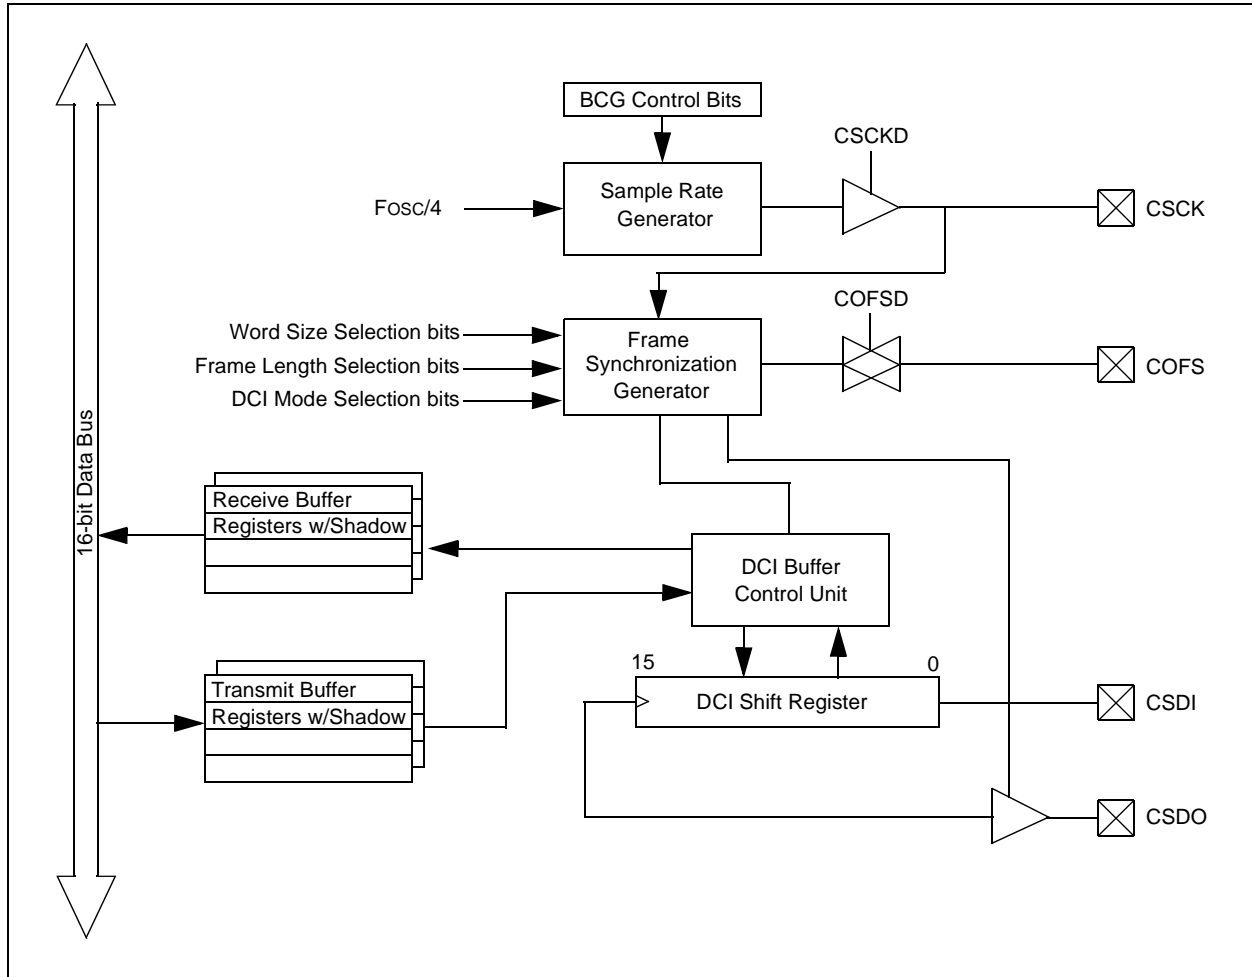 BCG Control Bits
CSCKD
Sample Rate
Generator
FOSC/4
CSCK
COFSD
Word Size Selection bits
Frame Length Selection bits
DCI Mode Selection bits
Frame
Synchronization
Generator
COFS
16-bit Data Bus
Receive Buffer
Registers w/Shadow
DCI Buffer
Control Unit
Transmit Buffer
Registers w/Shadow
15
0
DCI Shift Register
CSDI
CSDO